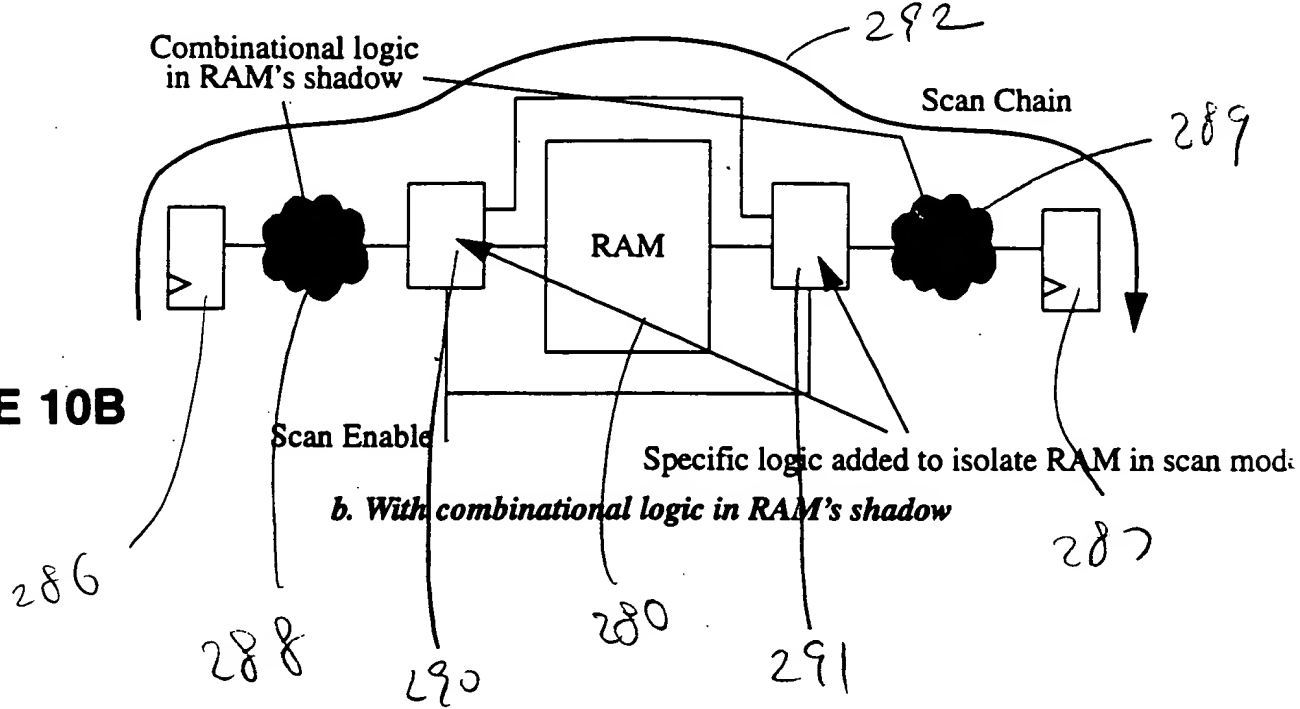 292
Combinational logic
in RAM's shadow
Scan Chain
289
RAM
E 10B
Scan Enable
Specific logic added to isolate RAM in scan mod
b. With combinational logic in RAM's shadow
286
288
290
280
291
287